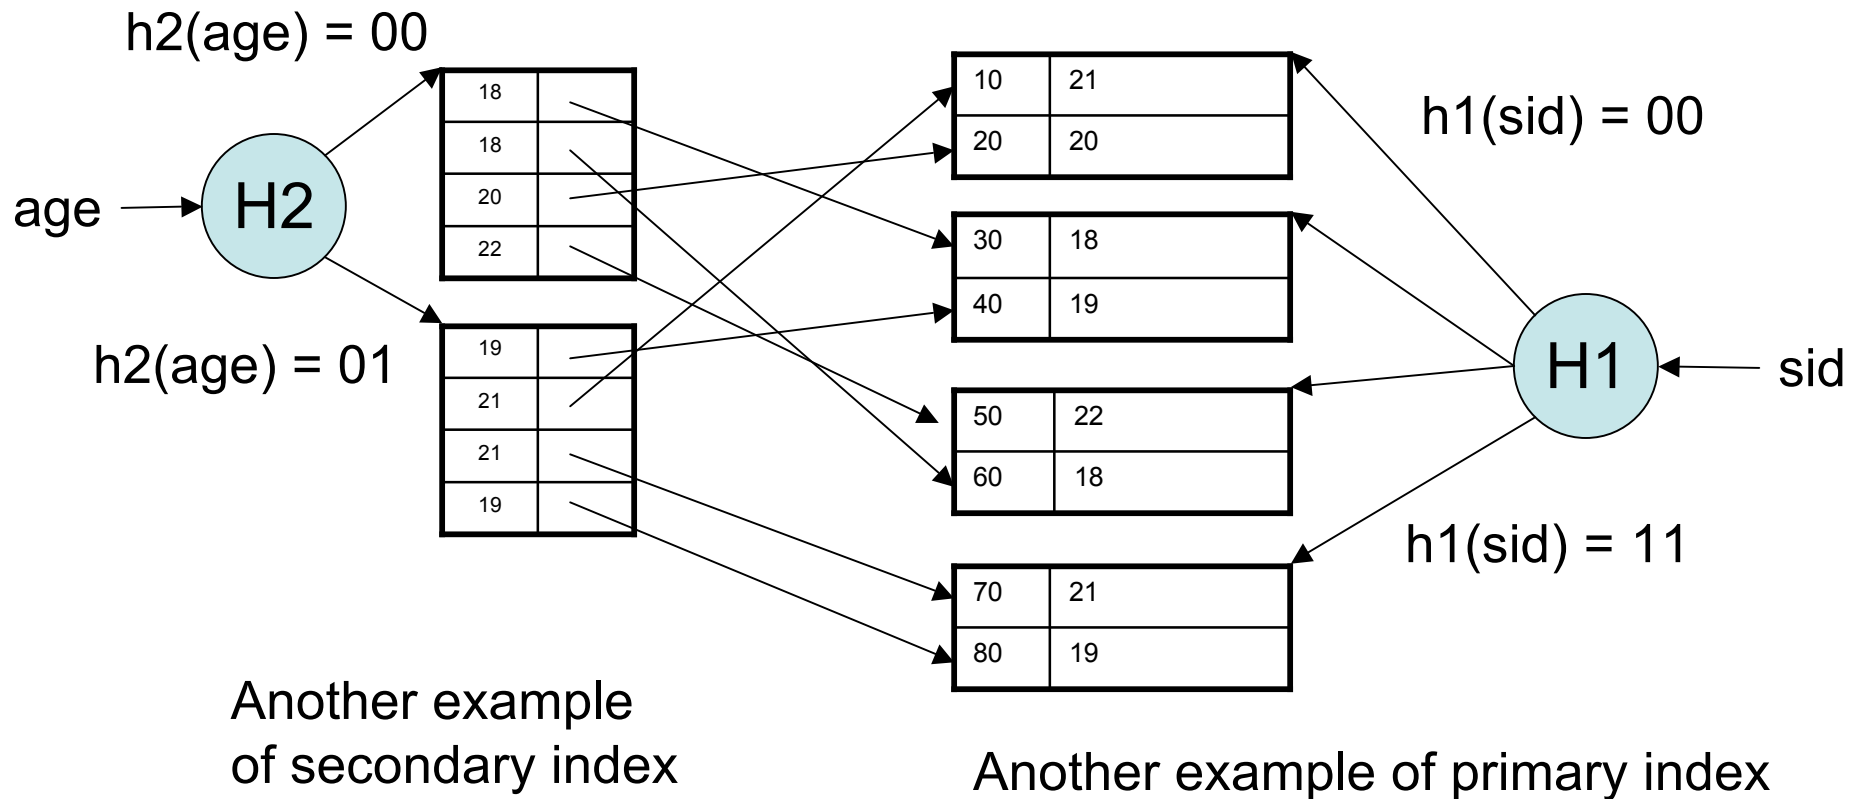 h2(age) = 00
18
18
20
22
age
H2
h2(age) = 01
19
21
21
19
10 21
20 20
30 18
40 19
50 22
60 18
70 21
80 19
h1(sid) = 00
H1
sid
h1(sid) = 11
Another example
of secondary index
Another example of primary index